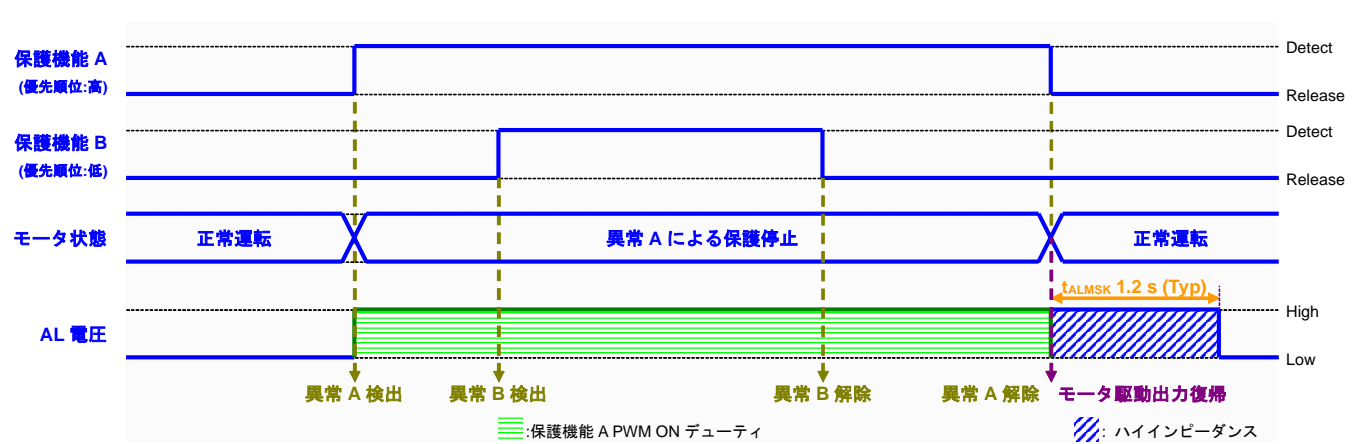 保護機能 A
(優先順位:高)
Detect
Release
保護機能 B
(優先順位:低)
Detect
Release
モータ状態
正常運転
異常 A による保護停止
正常運転
tALMSK 1.2 s (Typ)
AL 電圧
High
Low
異常 A 検出
異常 B 検出
異常 B 解除
異常 A 解除
モータ駆動出力復帰
:保護機能 A PWM ON デューティ
: ハイインピーダンス